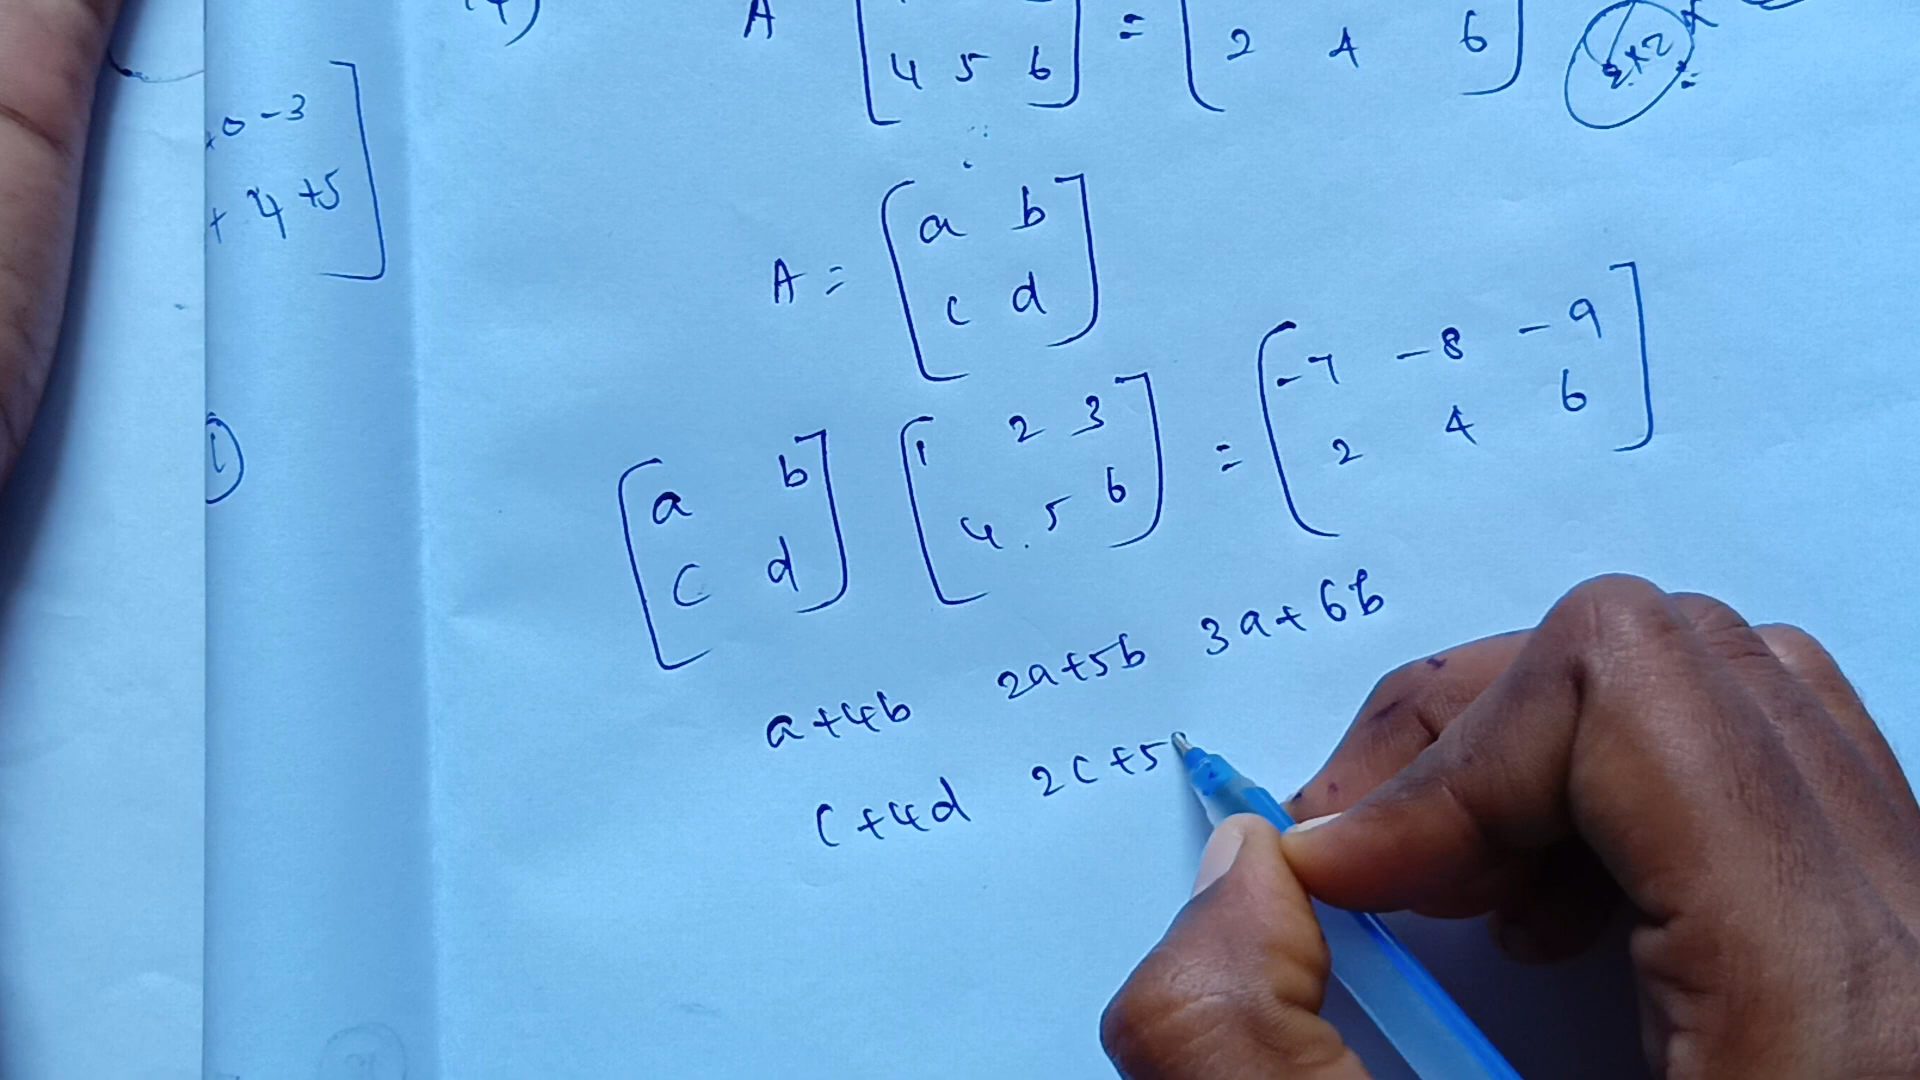 A [ 4 5 6 ] = [ 2 4 6 ] 2×2
0 - 3
+ 4 + 5
A = [ a b
c d ]
[ a b [ 1 2 3 = [ -7 -8 -9
c d ] 4 5 6 ] 2 4 6 ]
a+4b 2a+5b 3a+6b
c+4d 2c+5